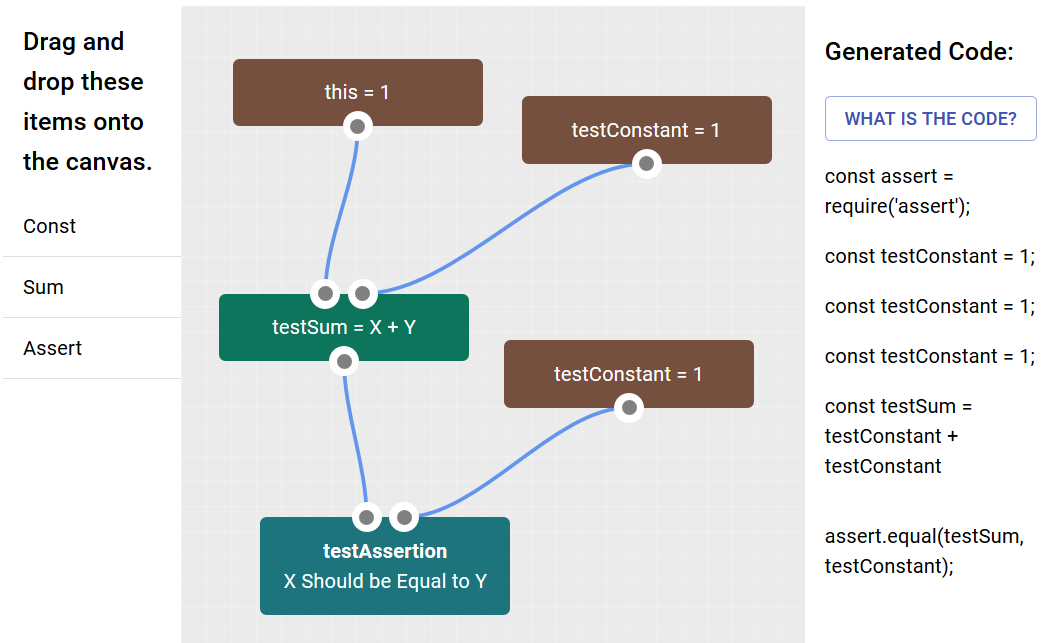 Drag and
drop these
items onto
the canvas.
Const
Sum
Assert
this = 1
testConstant = 1
testSum = X + Y
testConstant = 1
testAssertion
X Should be Equal to Y
Generated Code:
WHAT IS THE CODE?
const assert =
require('assert');
const testConstant = 1;
const testConstant = 1;
const testConstant = 1;
const testSum =
testConstant +
testConstant
assert.equal(testSum,
testConstant);